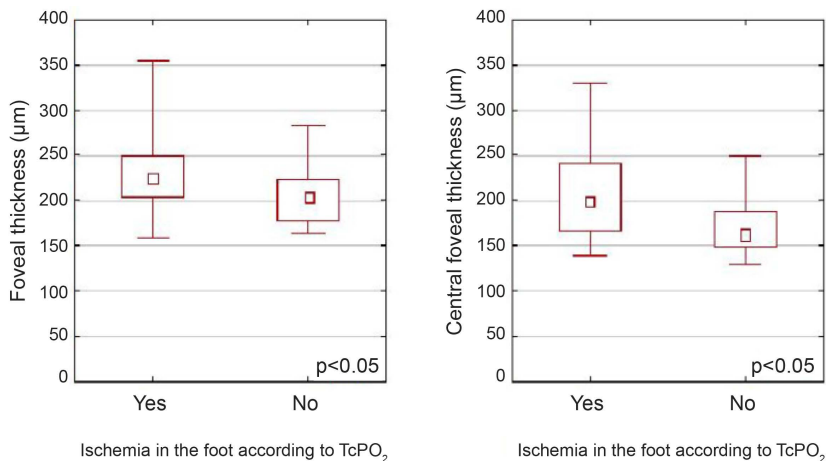 400
350
300
250
200
150
100
50
0
Foveal thickness (µm)
p<0.05
Yes No
Ischemia in the foot according to TcPO₂
400
350
300
250
200
150
100
50
0
Central foveal thickness (µm)
p<0.05
Yes No
Ischemia in the foot according to TcPO₂